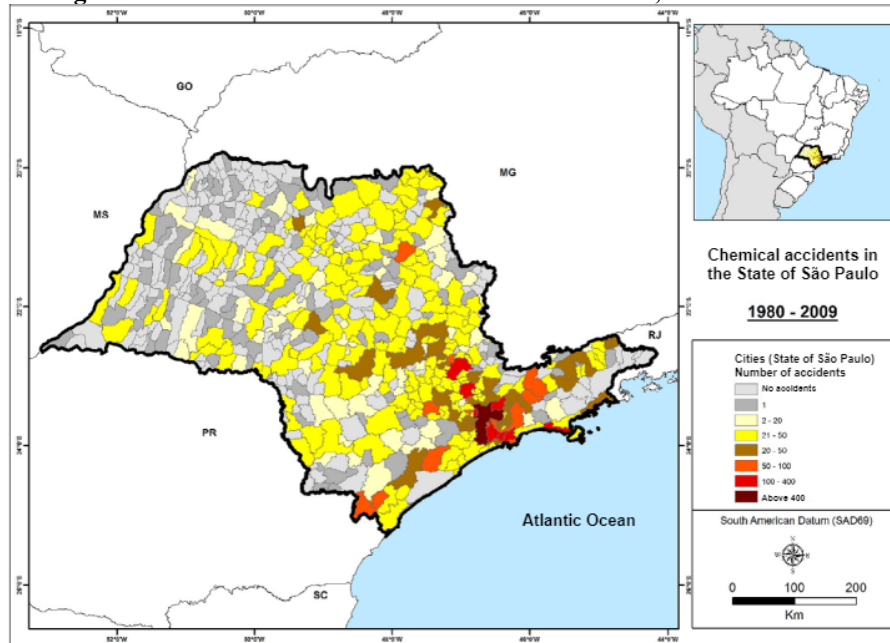 GO
MG
MS
RJ
PR
SC
Atlantic Ocean
Chemical accidents in
the State of São Paulo
1980 - 2009
Cities (State of São Paulo)
Number of accidents
No accidents
1
2 - 20
21 - 50
20 - 50
50 - 100
100 - 400
Above 400
South American Datum (SAD69)
N
W E
S
0 100 200
Km